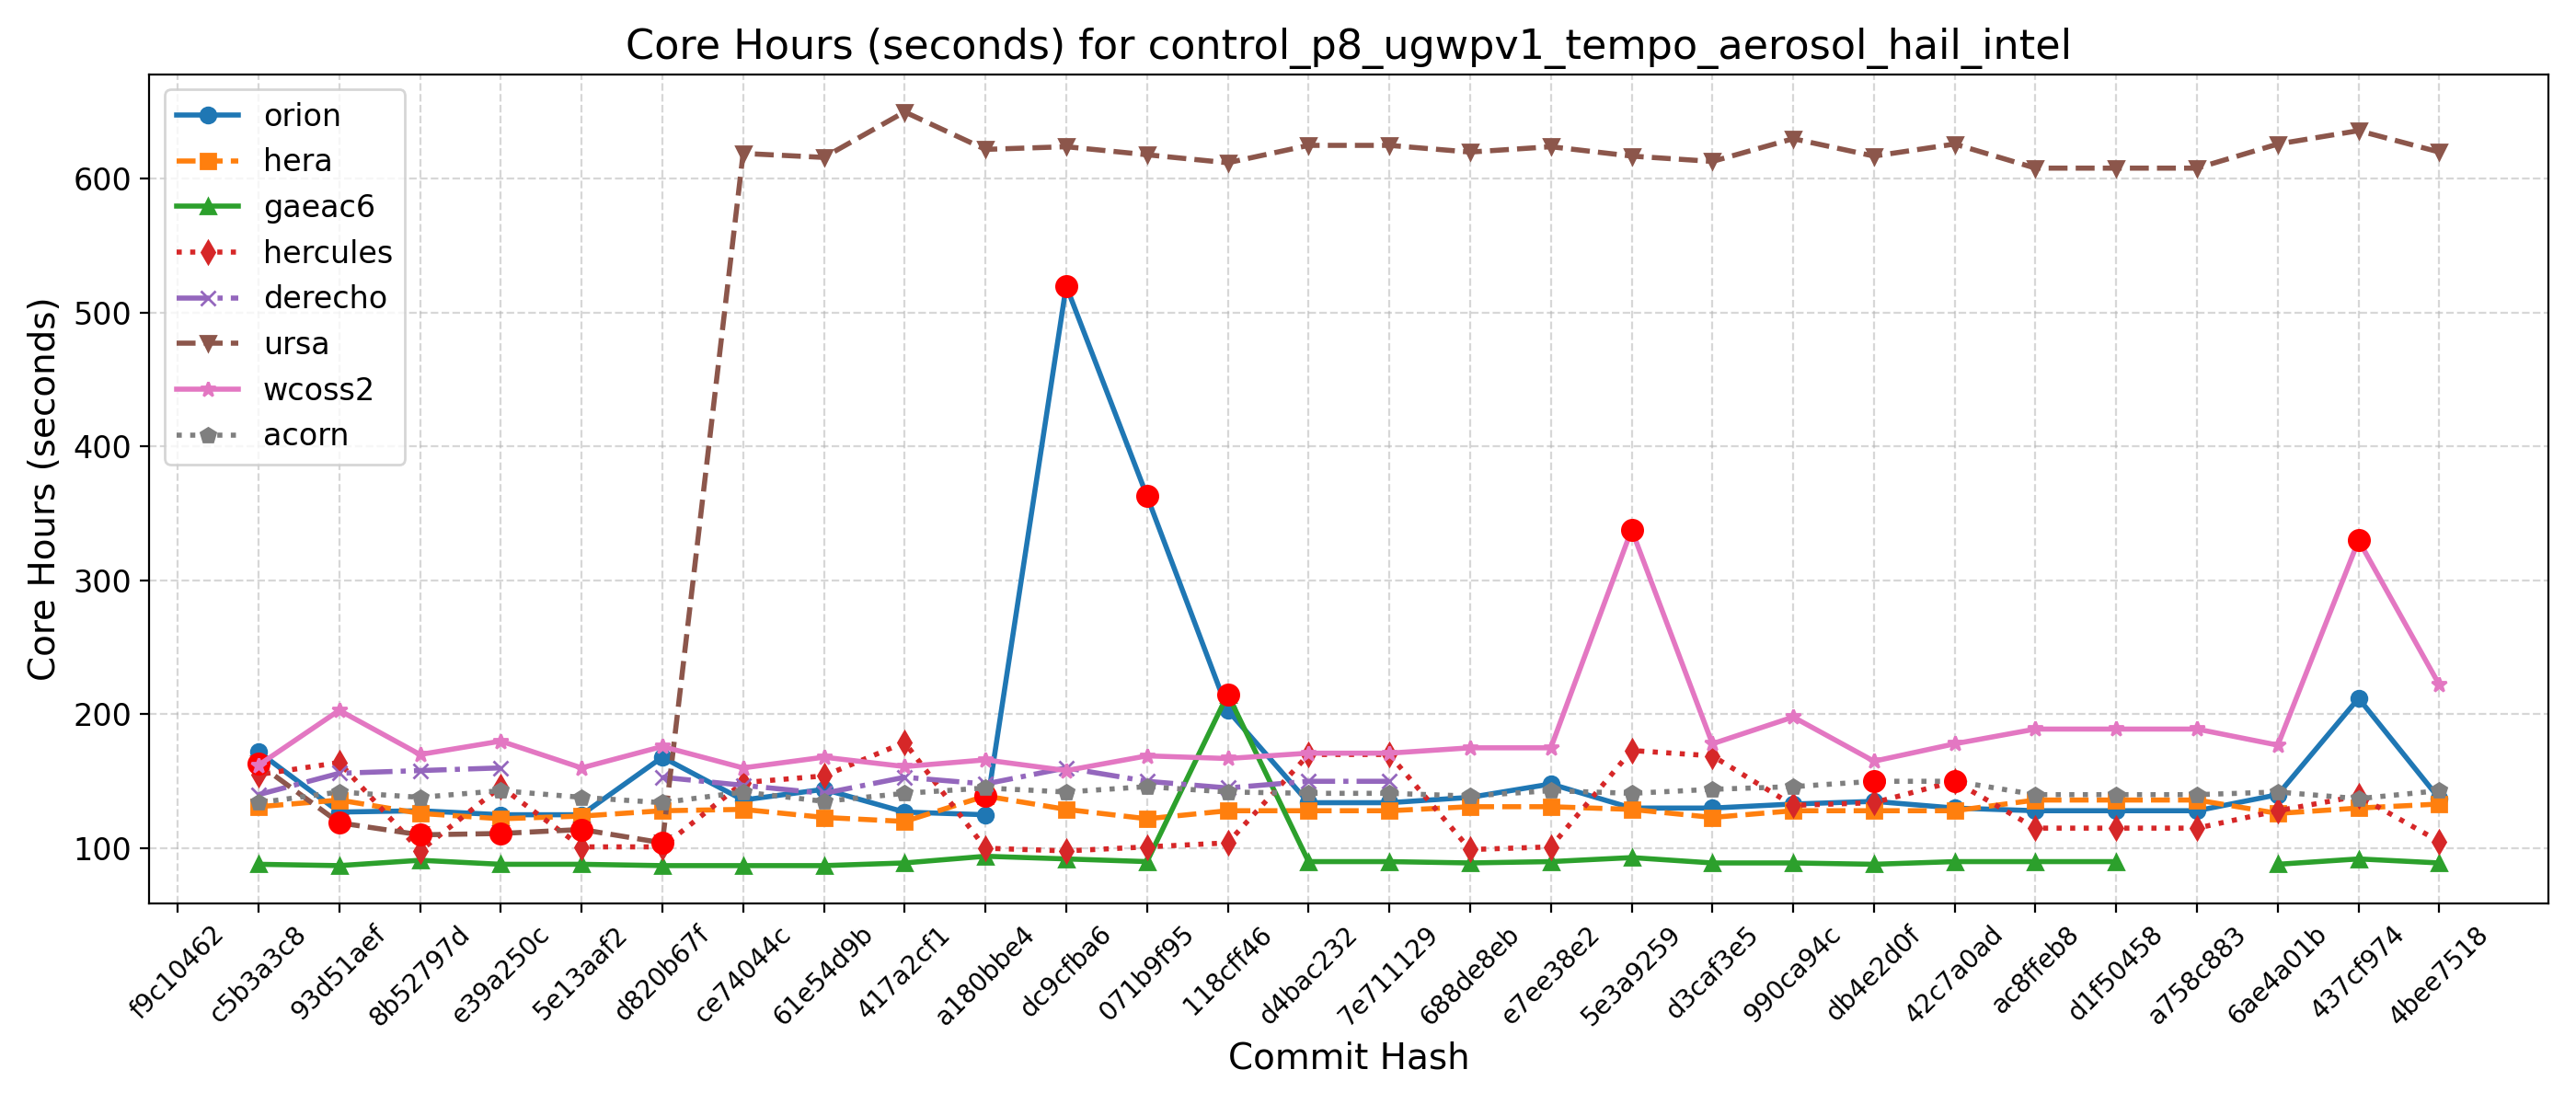 Core Hours (seconds) for control_p8_ugwpv1_tempo_aerosol_hail_intel
orion
hera
gaeac6
hercules
derecho
ursa
wcoss2
acorn
Core Hours (seconds)
600
500
400
300
200
100
f9c10462
c5b3a3c8
93d51aef
8b52797d
e39a250c
5e13aaf2
d820b67f
ce74044c
61e54d9b
417a2cf1
a180bbe4
dc9cfba6
071b9f95
118cff46
d4bac232
7e711129
688de8eb
e7ee38e2
5e3a9259
d3caf3e5
990ca94c
db4e2d0f
42c7a0ad
ac8ffeb8
d1f50458
a758c883
6ae4a01b
437cf974
4bee7518
Commit Hash